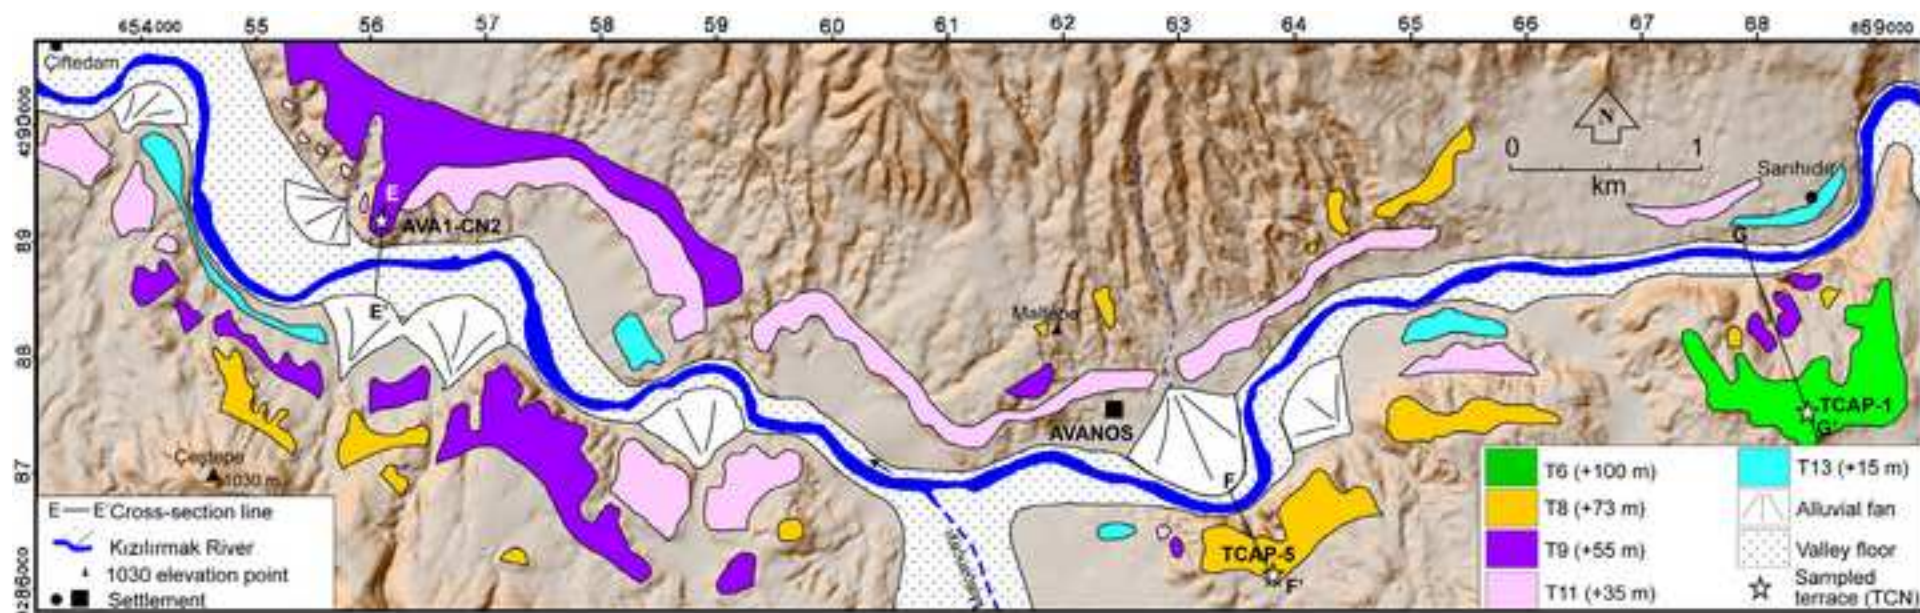 654000 55 56 57 58 59 60 61 62 63 64 65 66 67 68 659000
Çiftedam
4290000
N
0 1
km
Sarıhıdır
E
AVA1-CN2
89
G
E'
Maltepe
88
TCAP-1
G'
AVANOS
Çeştepe
1030 m
87
F
TCAP-5
F'
4286000
E E' Cross-section line
Kızılırmak River
1030 elevation point
Settlement
T6 (+100 m)
T8 (+73 m)
T9 (+55 m)
T11 (+35 m)
T13 (+15 m)
Alluvial fan
Valley floor
Sampled
terrace (TCN)